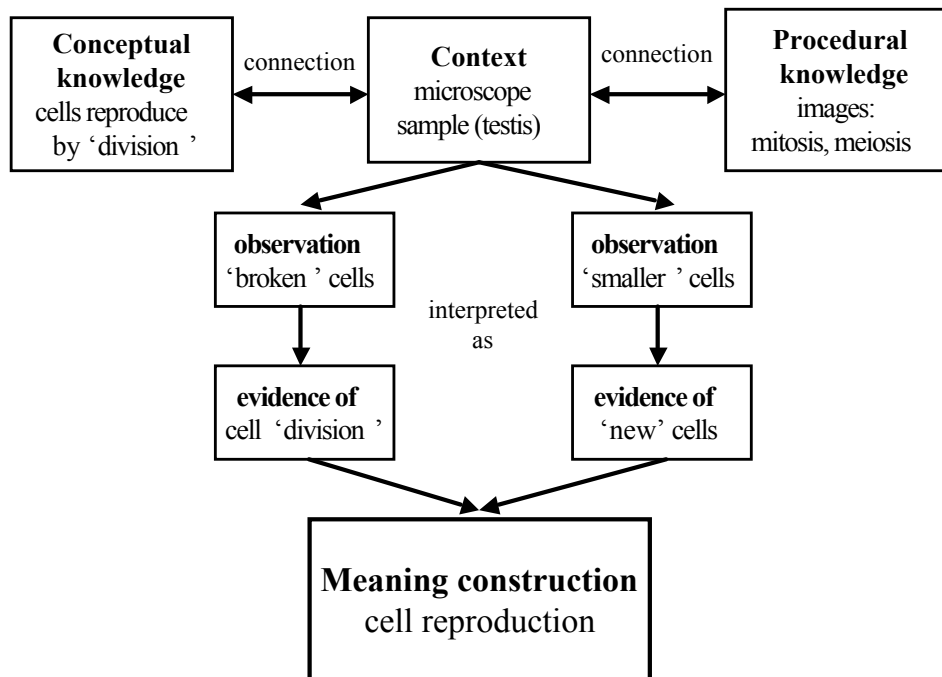 Conceptual
knowledge
cells reproduce
by ‘division ’
connection
Context
microscope
sample (testis)
connection
Procedural
knowledge
images:
mitosis, meiosis
observation
‘broken ’ cells
observation
‘smaller ’ cells
interpreted
as
evidence of
cell ‘division ’
evidence of
‘new’ cells
Meaning construction
cell reproduction